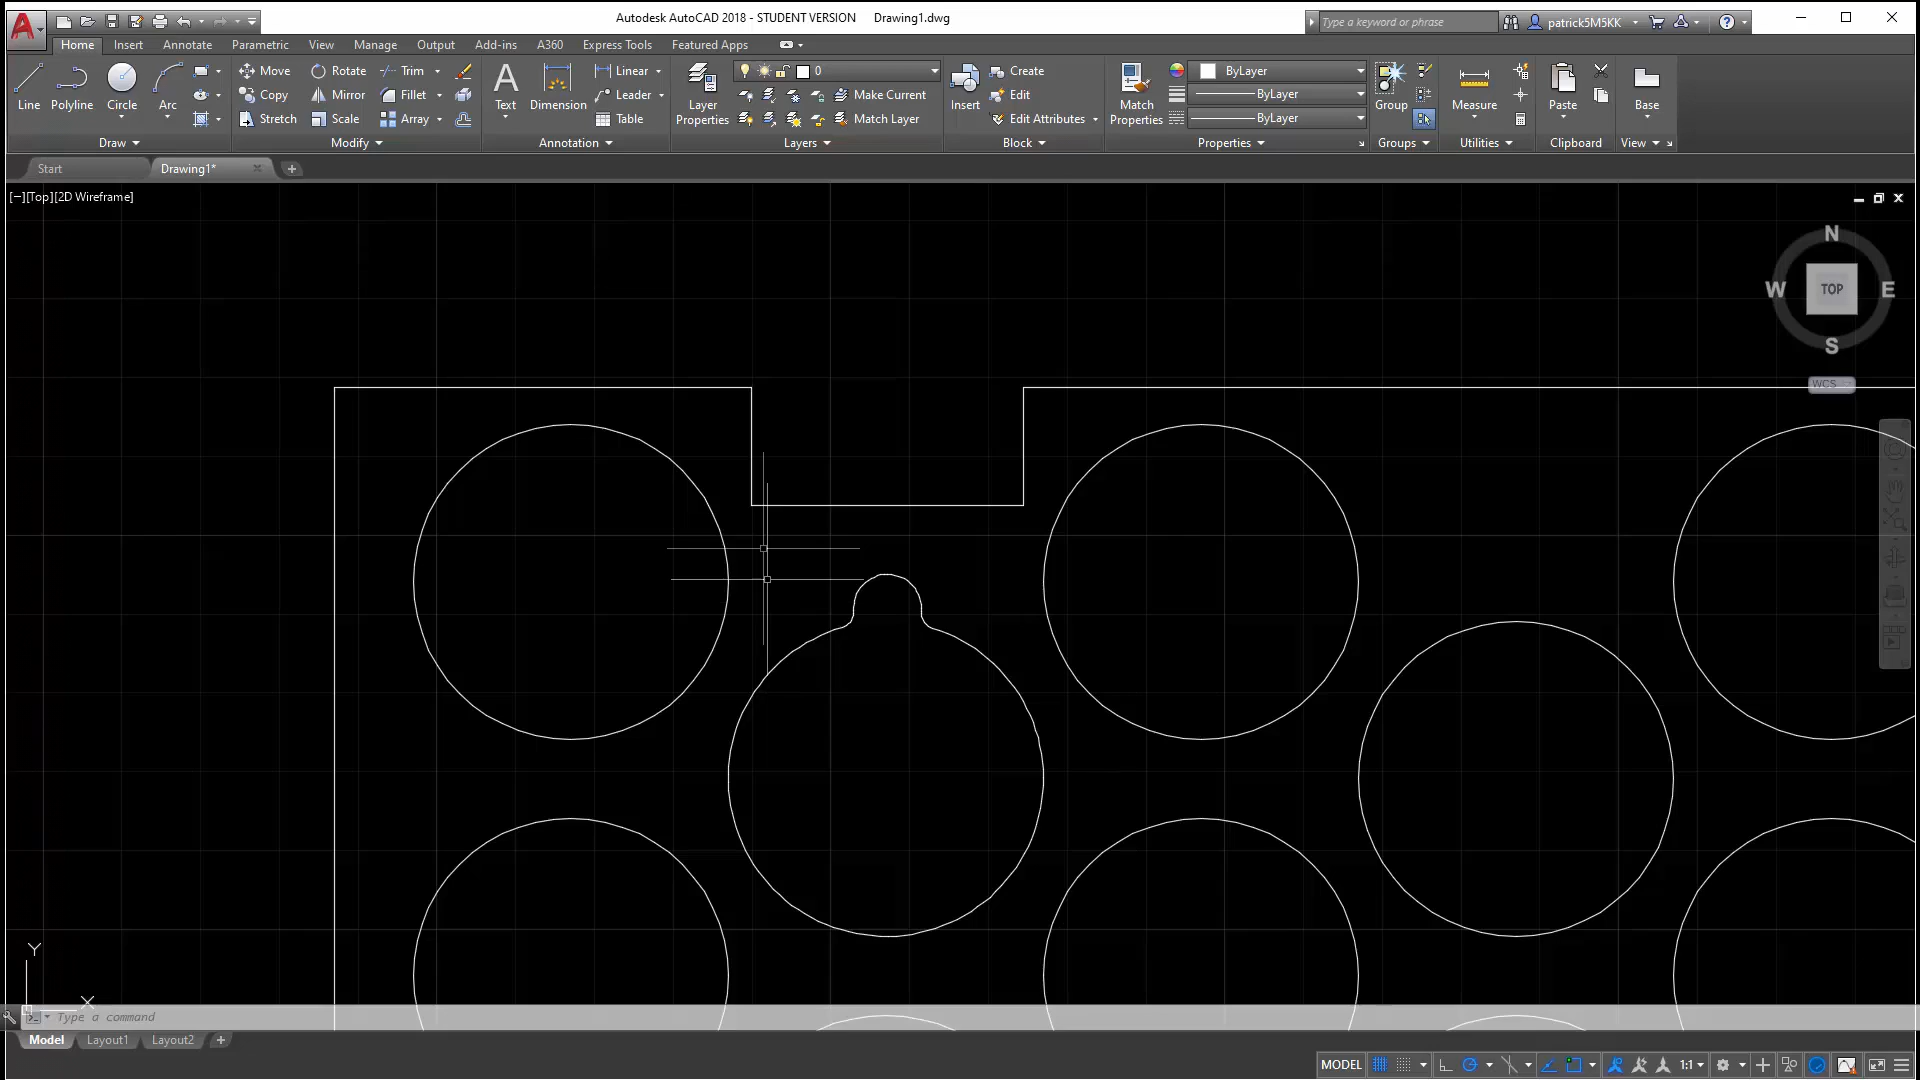 Autodesk AutoCAD 2018 - STUDENT VERSION Drawing1.dwg
Type a keyword or phrase
patrick5M5KK
Home Insert Annotate Parametric View Manage Output Add-ins A360 Express Tools Featured Apps
Line Polyline Circle Arc
Move Rotate Trim
Copy Mirror Fillet
Stretch Scale Array
Text Dimension
Linear
Leader
Table
Layer Properties
0
Make Current
Match Layer
Insert
Create
Edit
Edit Attributes
Match Properties
ByLayer
ByLayer
ByLayer
Group
Measure
Paste
Base
Draw Modify Annotation Layers Block Properties Groups Utilities Clipboard View
Start Drawing1* +
[−][Top][2D Wireframe]
N
W TOP E
S
WCS
Y
X
Type a command
Model Layout1 Layout2 +
MODEL 1:1